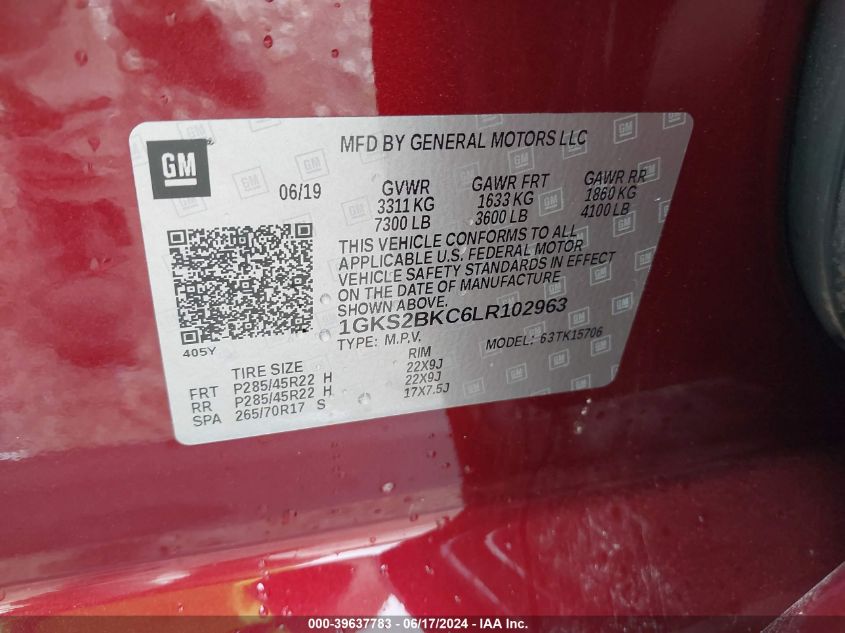 GM
MFD BY GENERAL MOTORS LLC
06/19 GVWR GAWR FRT GAWR RR
3311 KG 1633 KG 1860 KG
7300 LB 3600 LB 4100 LB
THIS VEHICLE CONFORMS TO ALL
APPLICABLE U.S. FEDERAL MOTOR
VEHICLE SAFETY STANDARDS IN EFFECT
ON THE DATE OF MANUFACTURE
SHOWN ABOVE.
1GKS2BKC6LR102963
405Y TYPE: M.P.V. MODEL: 63TK15706
TIRE SIZE RIM
FRT P285/45R22 H 22X9J
RR P285/45R22 H 22X9J
SPA 265/70R17 S 17X7.5J
000-39637783 - 06/17/2024 - IAA Inc.